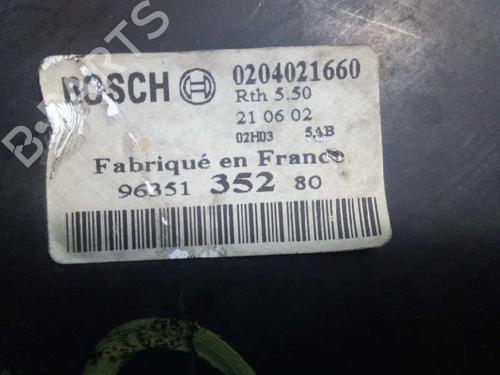 B-PARTS
BOSCH 0204021660
Rth 5.50
21 06 02
02H03 5AB
Fabriqué en France
96351 352 80